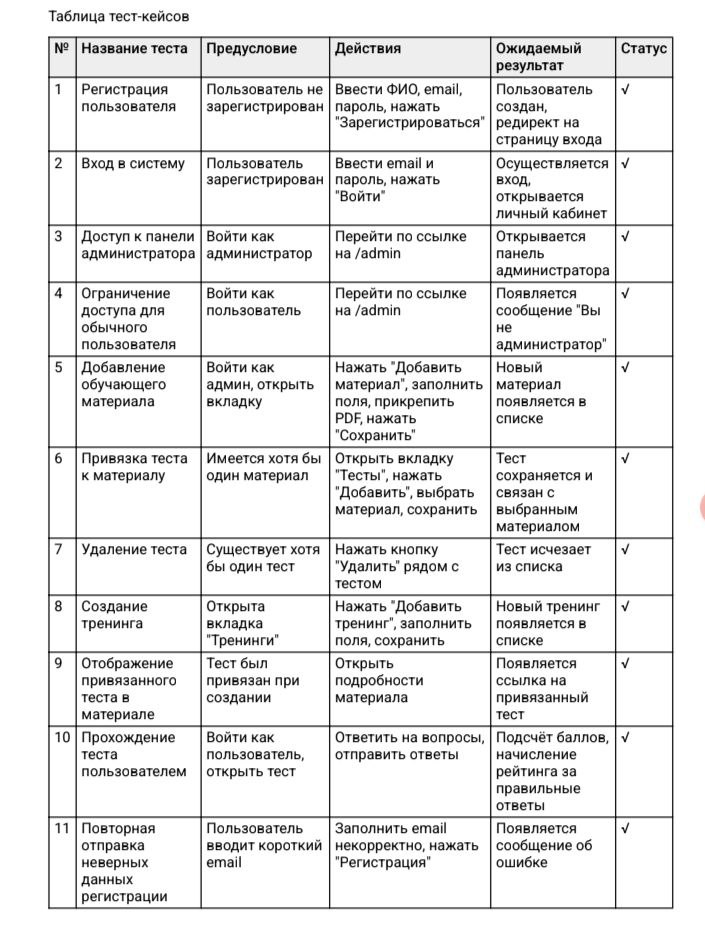 Таблица тест-кейсов
№ Название теста Предусловие Действия Ожидаемый результат Статус
1 Регистрация пользователя Пользователь не зарегистрирован Ввести ФИО, email, пароль, нажать "Зарегистрироваться" Пользователь создан, редирект на страницу входа √
2 Вход в систему Пользователь зарегистрирован Ввести email и пароль, нажать "Войти" Осуществляется вход, открывается личный кабинет √
3 Доступ к панели администратора Войти как администратор Перейти по ссылке на /admin Открывается панель администратора √
4 Ограничение доступа для обычного пользователя Войти как пользователь Перейти по ссылке на /admin Появляется сообщение "Вы не администратор" √
5 Добавление обучающего материала Войти как админ, открыть вкладку Нажать "Добавить материал", заполнить поля, прикрепить PDF, нажать "Сохранить" Новый материал появляется в списке √
6 Привязка теста к материалу Имеется хотя бы один материал Открыть вкладку "Тесты", нажать "Добавить", выбрать материал, сохранить Тест сохраняется и связан с выбранным материалом √
7 Удаление теста Существует хотя бы один тест Нажать кнопку "Удалить" рядом с тестом Тест исчезает из списка √
8 Создание тренинга Открыта вкладка "Тренинги" Нажать "Добавить тренинг", заполнить поля, сохранить Новый тренинг появляется в списке √
9 Отображение привязанного теста в материале Тест был привязан при создании Открыть подробности материала Появляется ссылка на привязанный тест √
10 Прохождение теста пользователем Войти как пользователь, открыть тест Ответить на вопросы, отправить ответы Подсчёт баллов, начисление рейтинга за правильные ответы √
11 Повторная отправка неверных данных регистрации Пользователь вводит короткий email Заполнить email некорректно, нажать "Регистрация" Появляется сообщение об ошибке √